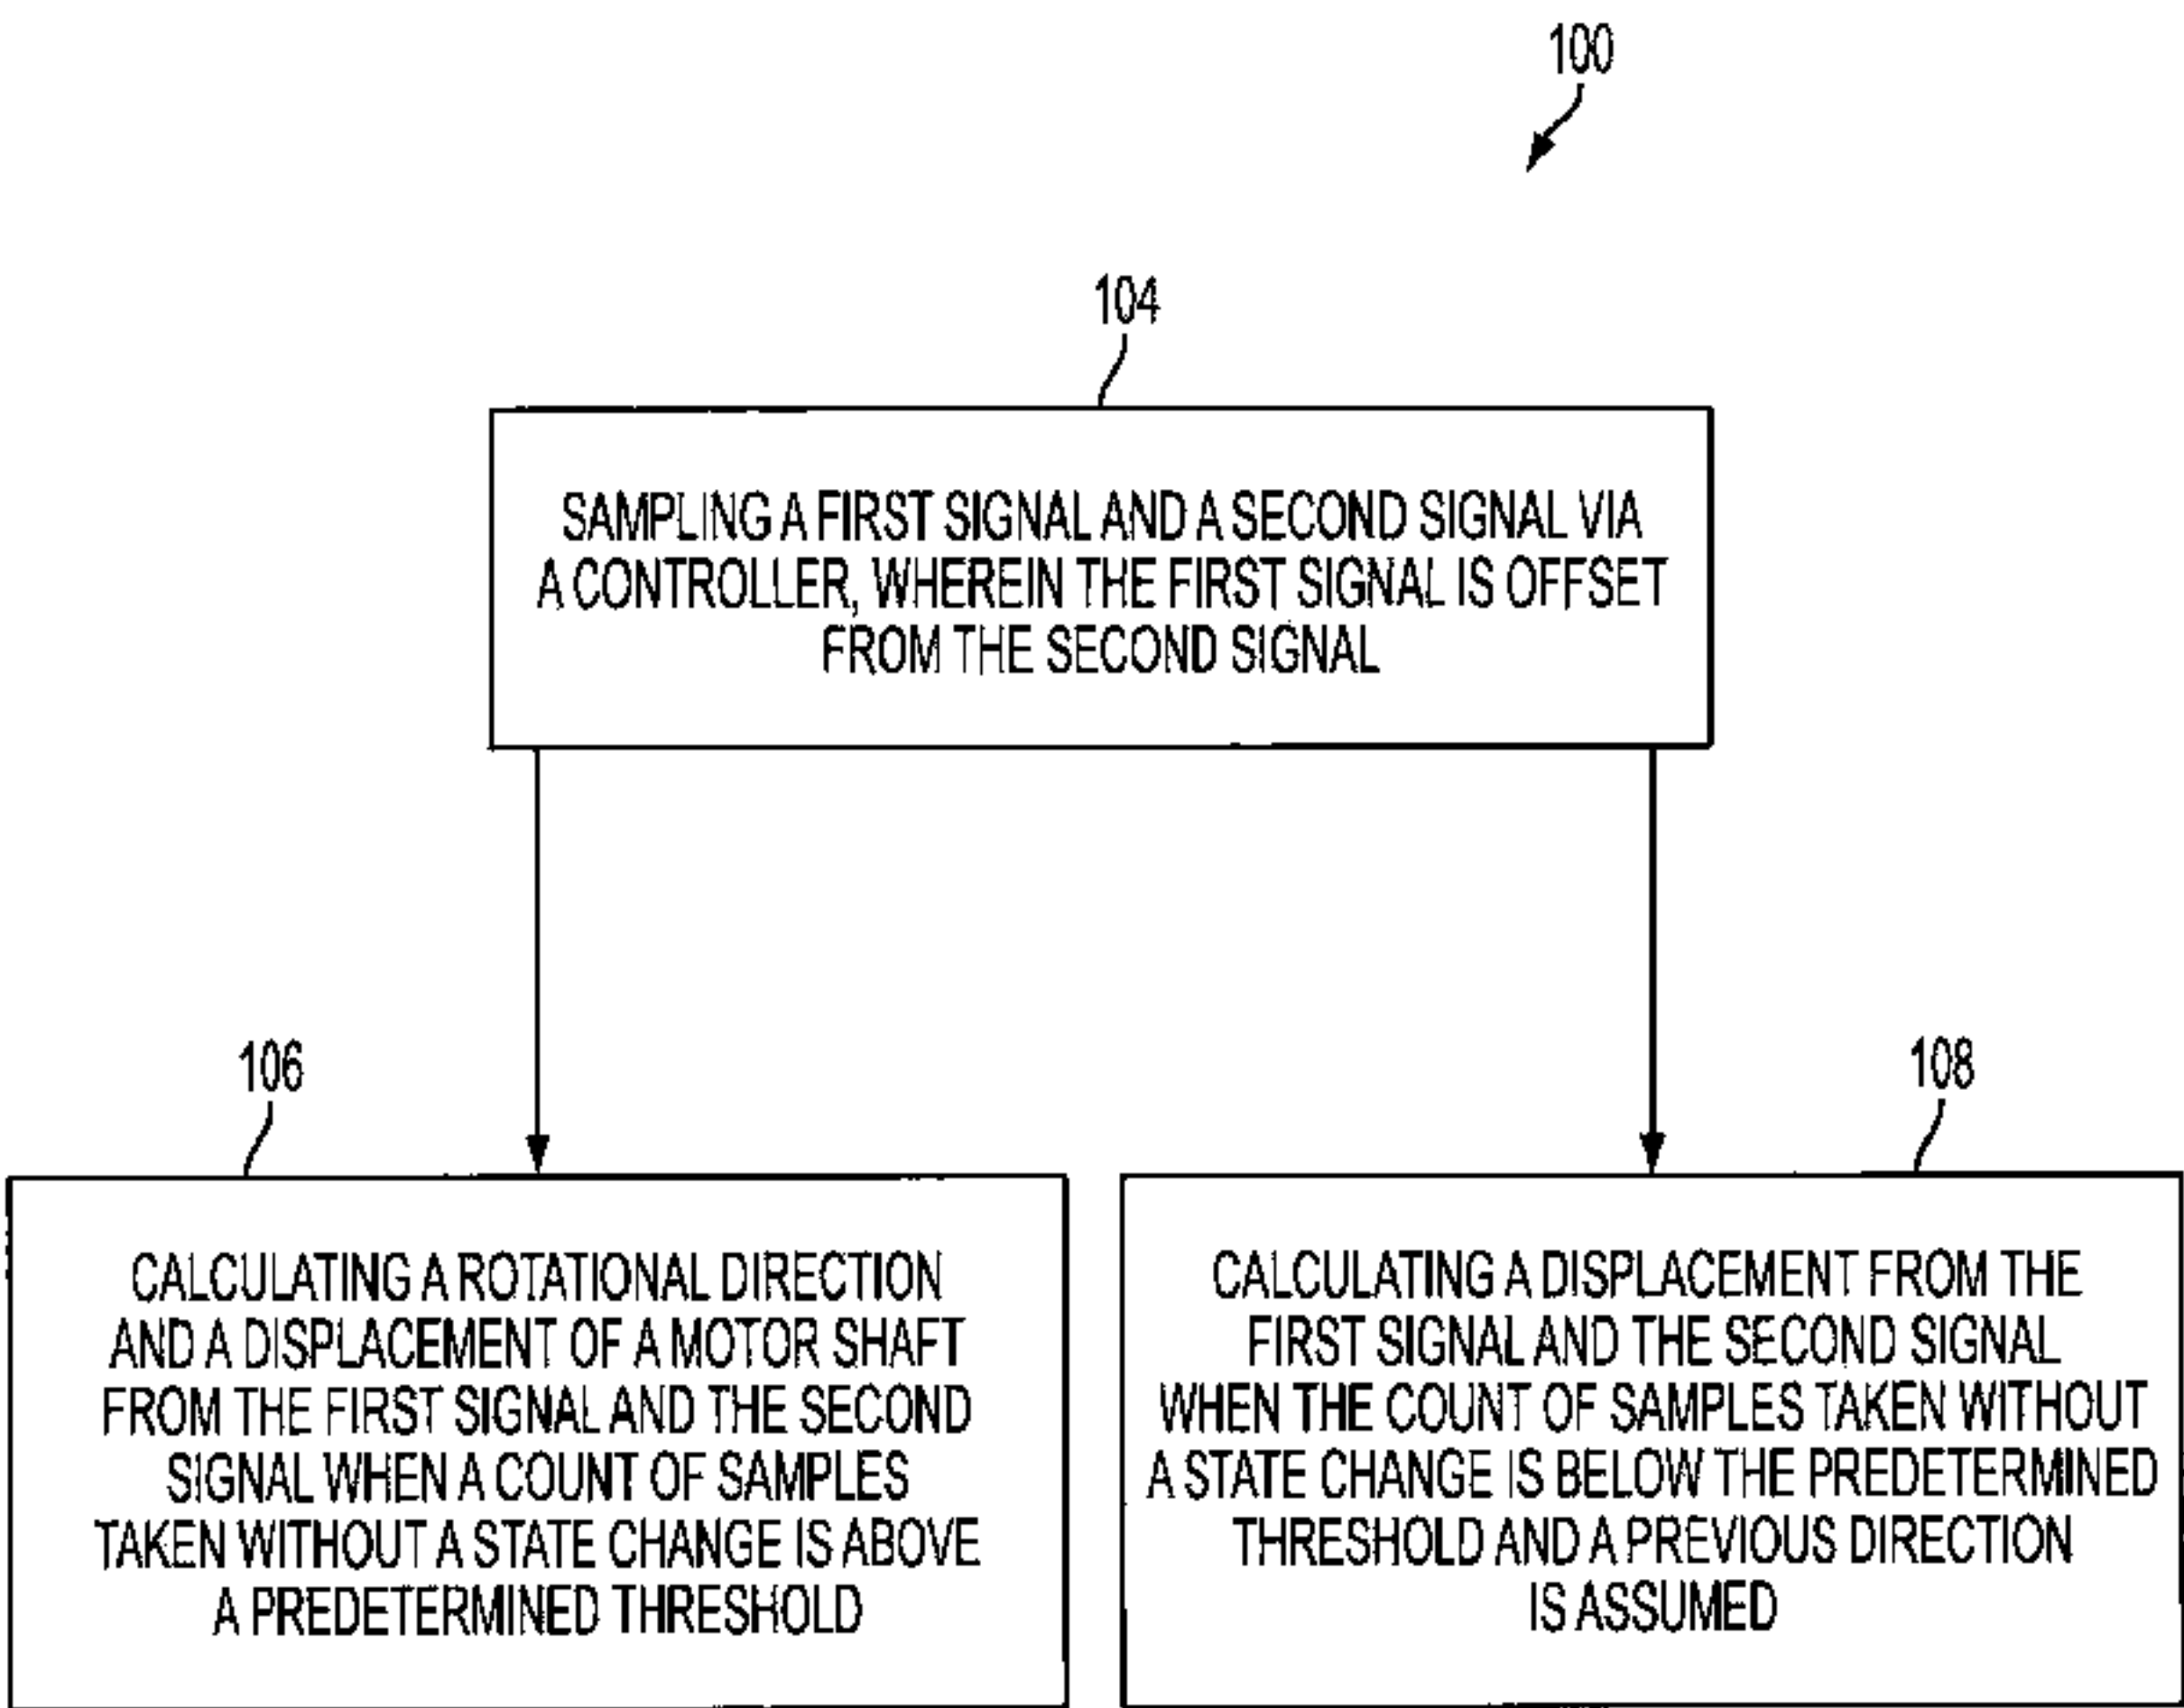 100
104
SAMPLING A FIRST SIGNAL AND A SECOND SIGNAL VIA
A CONTROLLER, WHEREIN THE FIRST SIGNAL IS OFFSET
FROM THE SECOND SIGNAL
106
CALCULATING A ROTATIONAL DIRECTION
AND A DISPLACEMENT OF A MOTOR SHAFT
FROM THE FIRST SIGNAL AND THE SECOND
SIGNAL WHEN A COUNT OF SAMPLES
TAKEN WITHOUT A STATE CHANGE IS ABOVE
A PREDETERMINED THRESHOLD
108
CALCULATING A DISPLACEMENT FROM THE
FIRST SIGNAL AND THE SECOND SIGNAL
WHEN THE COUNT OF SAMPLES TAKEN WITHOUT
A STATE CHANGE IS BELOW THE PREDETERMINED
THRESHOLD AND A PREVIOUS DIRECTION
IS ASSUMED